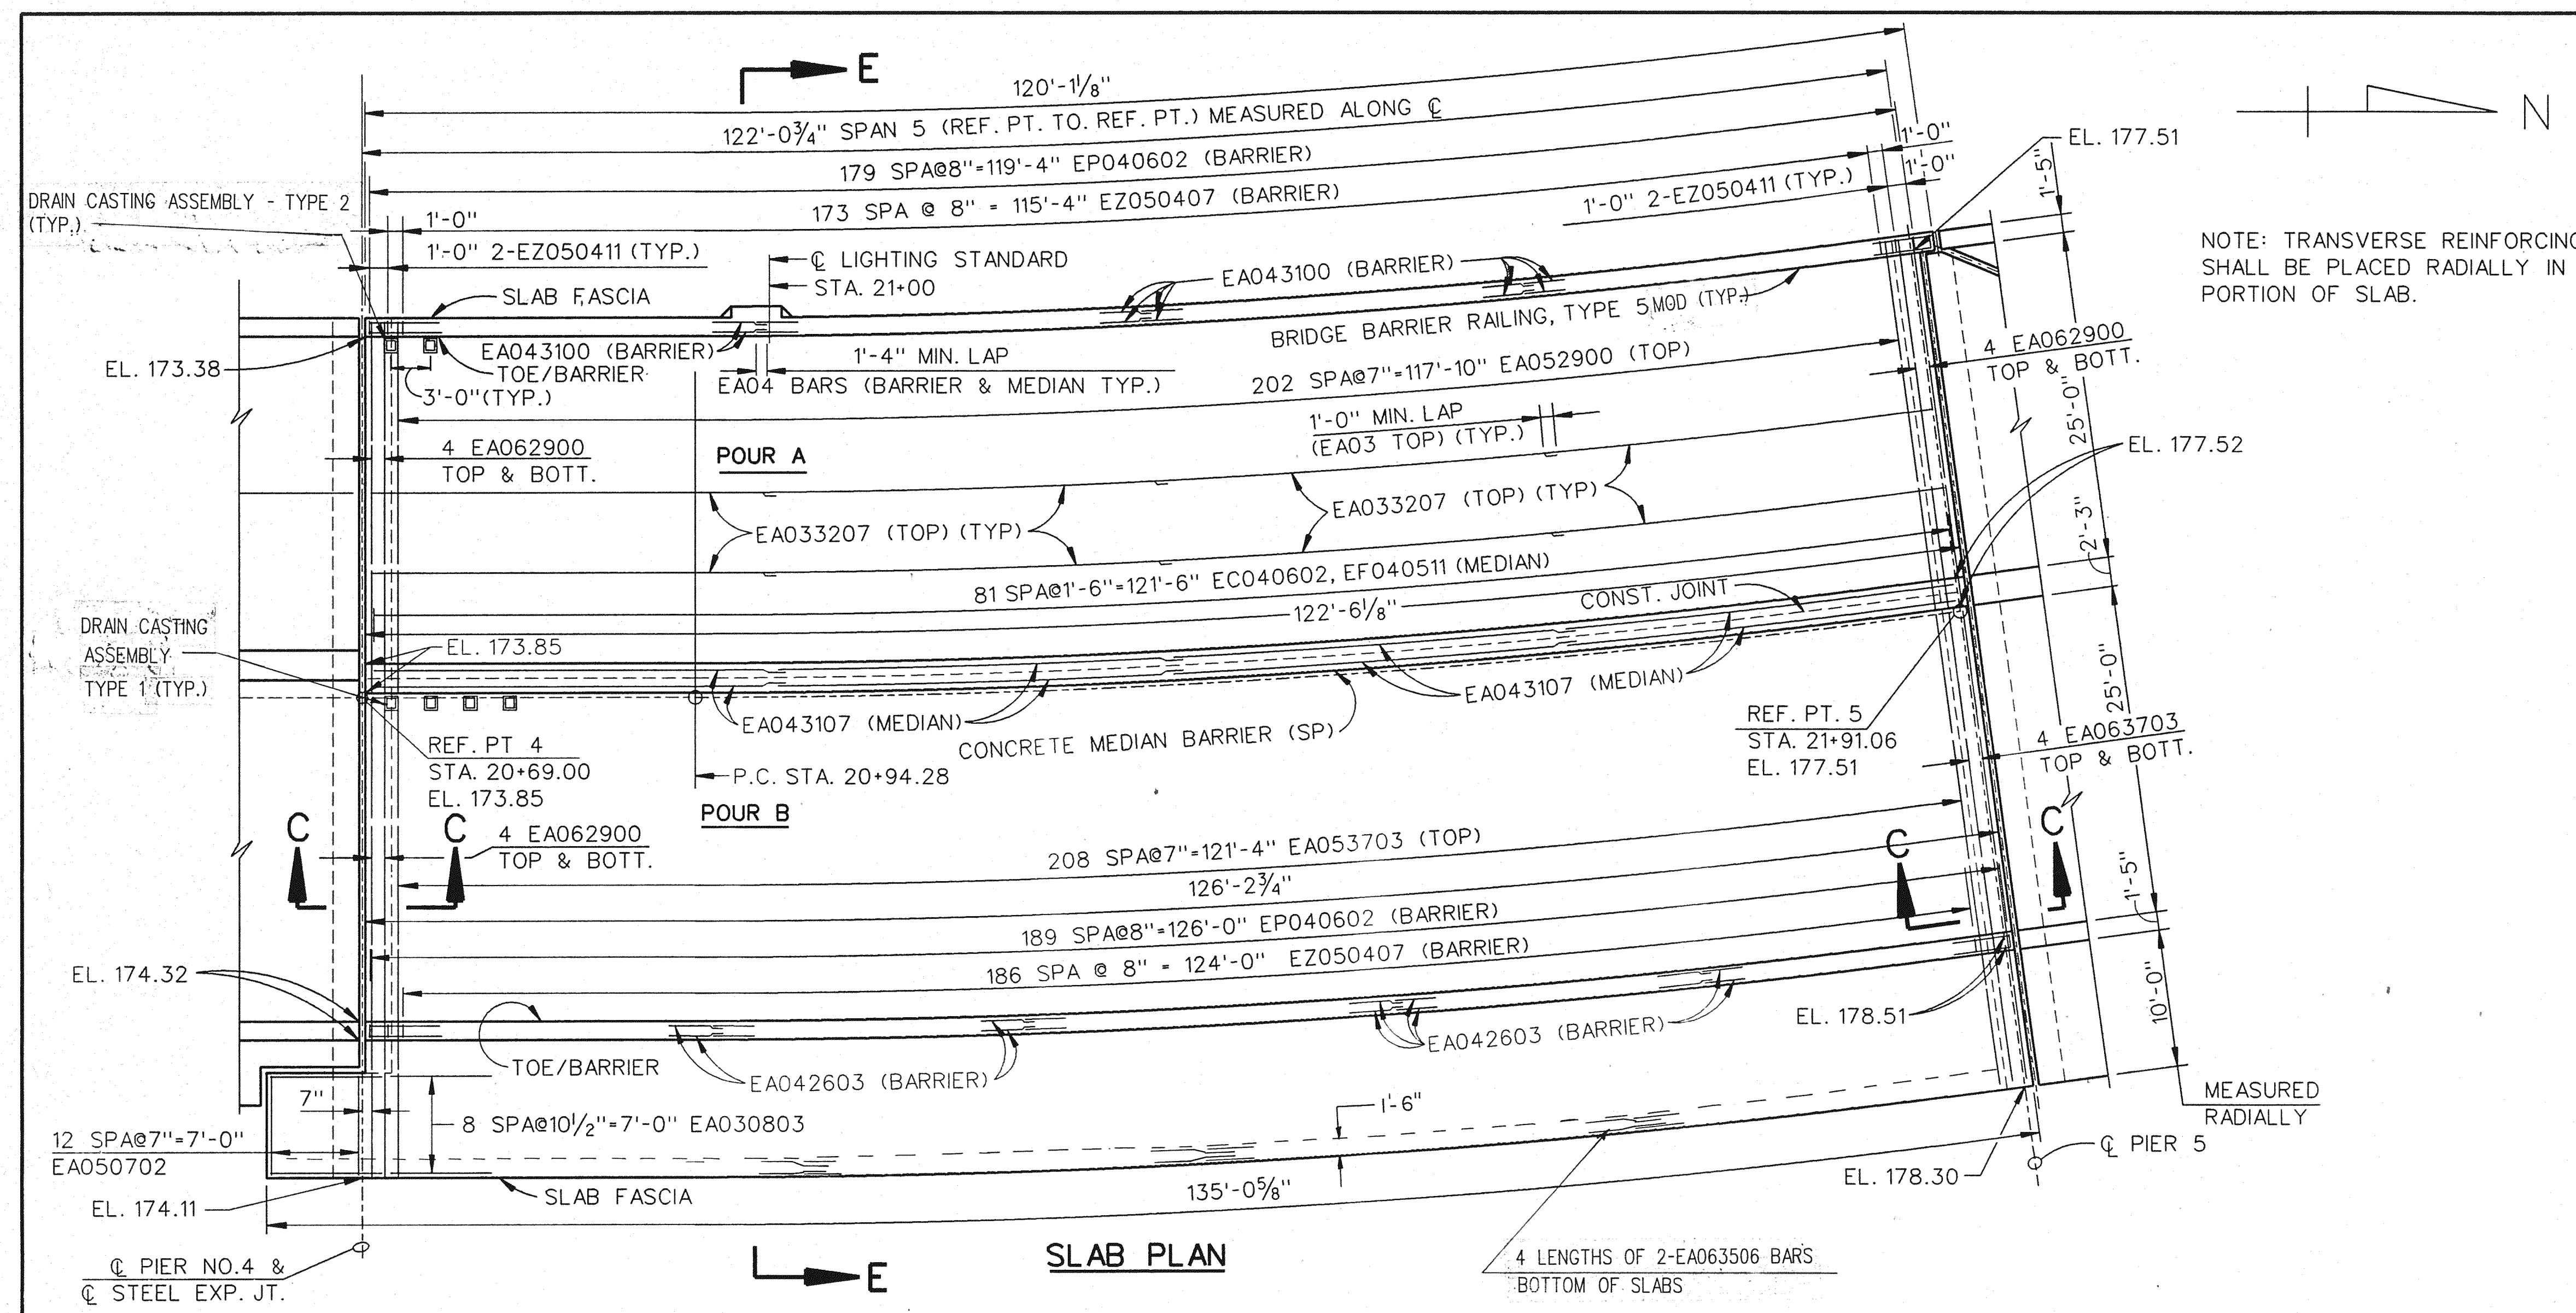 E
120'-1⅛"
122'-0¾" SPAN 5 (REF. PT. TO. REF. PT.) MEASURED ALONG ℄
179 SPA@8"=119'-4" EP040602 (BARRIER)
173 SPA @ 8" = 115'-4" EZ050407 (BARRIER)
1'-0" 2-EZ050411 (TYP.)
1'-0"
1'-0"
EL. 177.51
1'-5"
N
NOTE: TRANSVERSE REINFORCING
SHALL BE PLACED RADIALLY IN
PORTION OF SLAB.
DRAIN CASTING ASSEMBLY - TYPE 2
(TYP.)
1'-0"
1'-0" 2-EZ050411 (TYP.)
℄ LIGHTING STANDARD
STA. 21+00
SLAB FASCIA
EA043100 (BARRIER)
BRIDGE BARRIER RAILING, TYPE 5 MOD (TYP.)
EL. 173.38
EA043100 (BARRIER)
TOE/BARRIER
3'-0" (TYP.)
1'-4" MIN. LAP
EA04 BARS (BARRIER & MEDIAN TYP.)
202 SPA@7"=117'-10" EA052900 (TOP)
4 EA062900
TOP & BOTT.
25'-0"
1'-0" MIN. LAP
(EA03 TOP) (TYP.)
4 EA062900
TOP & BOTT.
POUR A
EL. 177.52
EA033207 (TOP) (TYP)
EA033207 (TOP) (TYP)
2'-3"
81 SPA@1'-6"=121'-6" EC040602, EF040511 (MEDIAN)
122'-6⅛"
CONST. JOINT
DRAIN CASTING
ASSEMBLY
TYPE 1 (TYP.)
EL. 173.85
EA043107 (MEDIAN)
EA043107 (MEDIAN)
CONCRETE MEDIAN BARRIER (SP)
REF. PT 4
STA. 20+69.00
EL. 173.85
P.C. STA. 20+94.28
REF. PT. 5
STA. 21+91.06
EL. 177.51
25'-0"
4 EA063703
TOP & BOTT.
POUR B
C
C
4 EA062900
TOP & BOTT.
C
C
208 SPA@7"=121'-4" EA053703 (TOP)
126'-2¾"
189 SPA@8"=126'-0" EP040602 (BARRIER)
186 SPA @ 8" = 124'-0" EZ050407 (BARRIER)
1'-5"
EL. 174.32
10'-0"
EL. 178.51
TOE/BARRIER
EA042603 (BARRIER)
EA042603 (BARRIER)
7"
8 SPA@10½"=7'-0" EA030803
1'-6"
MEASURED
RADIALLY
12 SPA@7"=7'-0"
EA050702
℄ PIER 5
SLAB FASCIA
135'-0⅝"
EL. 178.30
EL. 174.11
℄ PIER NO.4 &
℄ STEEL EXP. JT.
E
SLAB PLAN
4 LENGTHS OF 2-EA063506 BARS
BOTTOM OF SLABS